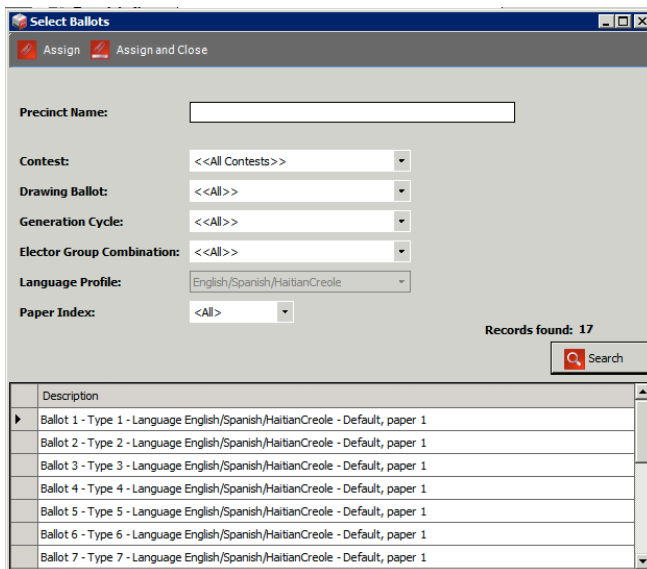 Select Ballots
Assign Assign and Close
Precinct Name:
Contest: <<All Contests>>
Drawing Ballot: <<All>>
Generation Cycle: <<All>>
Elector Group Combination: <<All>>
Language Profile: English/Spanish/HaitianCreole
Paper Index: <All>
Records found: 17
Search
Description
Ballot 1 - Type 1 - Language English/Spanish/HaitianCreole - Default, paper 1
Ballot 2 - Type 2 - Language English/Spanish/HaitianCreole - Default, paper 1
Ballot 3 - Type 3 - Language English/Spanish/HaitianCreole - Default, paper 1
Ballot 4 - Type 4 - Language English/Spanish/HaitianCreole - Default, paper 1
Ballot 5 - Type 5 - Language English/Spanish/HaitianCreole - Default, paper 1
Ballot 6 - Type 6 - Language English/Spanish/HaitianCreole - Default, paper 1
Ballot 7 - Type 7 - Language English/Spanish/HaitianCreole - Default, paper 1